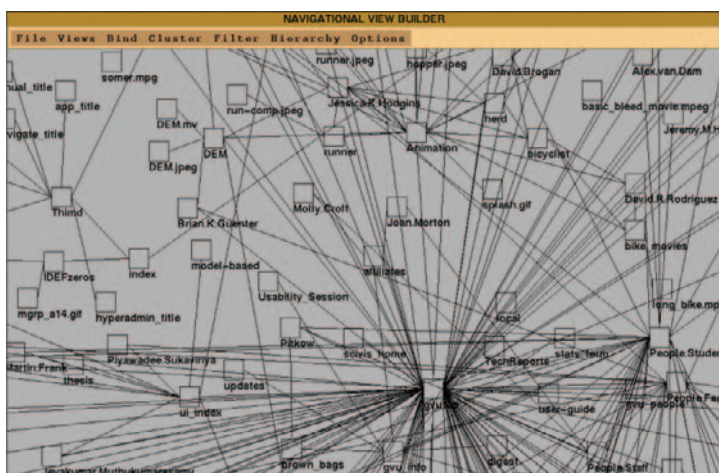 NAVIGATIONAL VIEW BUILDER
File Views Bind Cluster Filter Hierarchy Options
runner.jpeg
hopper.jpeg
David.Brogan
Alex.van.Dam
somer.mpg
app_title
run-comp.jpeg
Jessica.K.Hodgins
herd
basic_bleed_movie.mpeg
DEM.mv
DEM
runner
Animation
bicyclist
DEM.jpeg
David.R.Rodriguez
Thimd
Brian.K.Guenter
Molly.Croft
Joan.Morton
splash.gif
bike_movies
IDEFzeros
index
model-based
affiliates
Usability_Session
mgrp_a14.gif
hyperadmin_title
local
Pitkow
scivis_home
TechReports
stats_form
Martin.Frank
thesis
Piyawadee.Sukaviriya
updates
ui_index
user-guide
gvu-people
brown_bags
gvu_info
digest
People.Staff